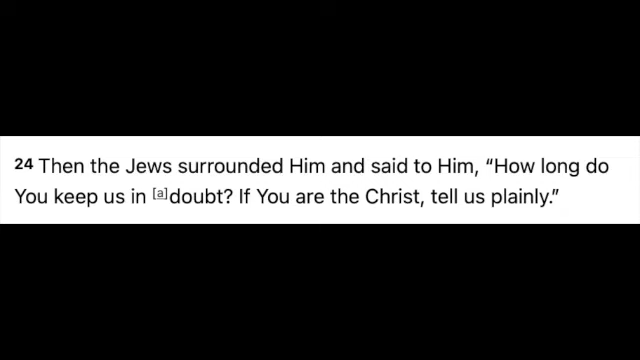 24 Then the Jews surrounded Him and said to Him, “How long do
You keep us in [a]doubt? If You are the Christ, tell us plainly.”